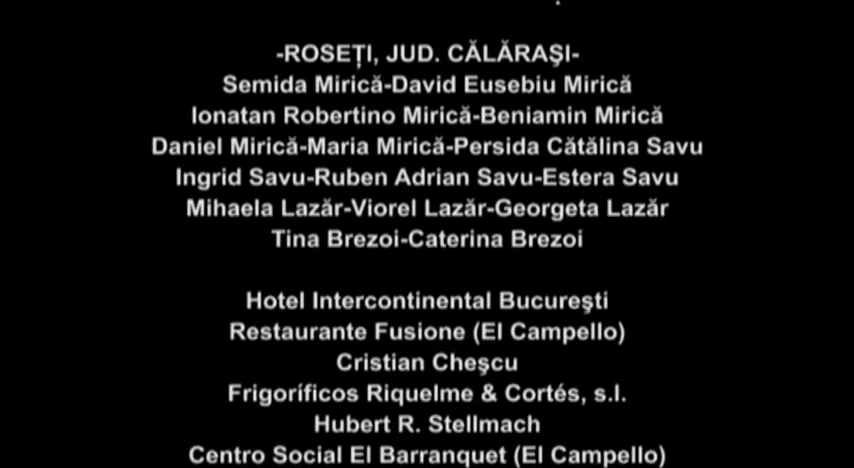 -ROSEȚI, JUD. CĂLĂRAŞI-
Semida Mirică-David Eusebiu Mirică
Ionatan Robertino Mirică-Beniamin Mirică
Daniel Mirică-Maria Mirică-Persida Cătălina Savu
Ingrid Savu-Ruben Adrian Savu-Estera Savu
Mihaela Lazăr-Viorel Lazăr-Georgeta Lazăr
Tina Brezoi-Caterina Brezoi
Hotel Intercontinental Bucureşti
Restaurante Fusione (El Campello)
Cristian Cheşcu
Frigoríficos Riquelme & Cortés, s.l.
Hubert R. Stellmach
Centro Social El Barranquet (El Campello)